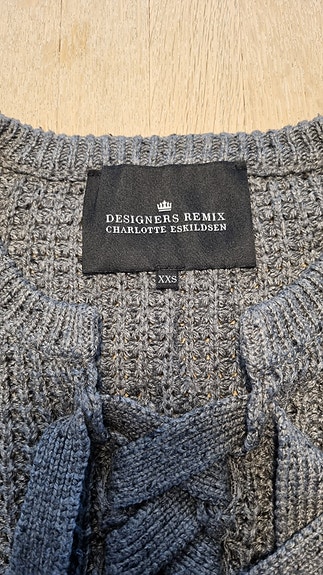 DESIGNERS REMIX
CHARLOTTE ESKILDSEN
XXS